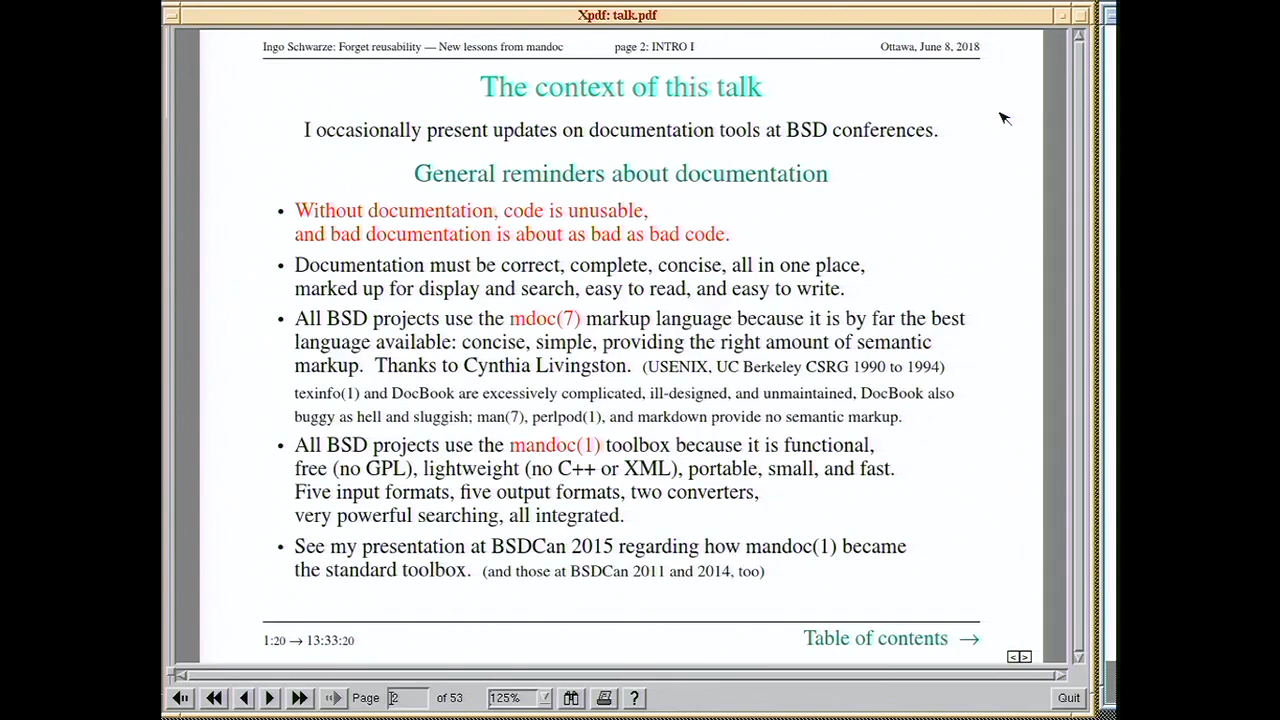 Xpdf: talk.pdf
Ingo Schwarze: Forget reusability — New lessons from mandoc page 2: INTRO I Ottawa, June 8, 2018
The context of this talk
I occasionally present updates on documentation tools at BSD conferences.
General reminders about documentation
• Without documentation, code is unusable,
and bad documentation is about as bad as bad code.
• Documentation must be correct, complete, concise, all in one place,
marked up for display and search, easy to read, and easy to write.
• All BSD projects use the mdoc(7) markup language because it is by far the best
language available: concise, simple, providing the right amount of semantic
markup. Thanks to Cynthia Livingston. (USENIX, UC Berkeley CSRG 1990 to 1994)
texinfo(1) and DocBook are excessively complicated, ill-designed, and unmaintained, DocBook also
buggy as hell and sluggish; man(7), perlpod(1), and markdown provide no semantic markup.
• All BSD projects use the mandoc(1) toolbox because it is functional,
free (no GPL), lightweight (no C++ or XML), portable, small, and fast.
Five input formats, five output formats, two converters,
very powerful searching, all integrated.
• See my presentation at BSDCan 2015 regarding how mandoc(1) became
the standard toolbox. (and those at BSDCan 2011 and 2014, too)
1:20 → 13:33:20 Table of contents →
Page 2 of 53 125% ? Quit